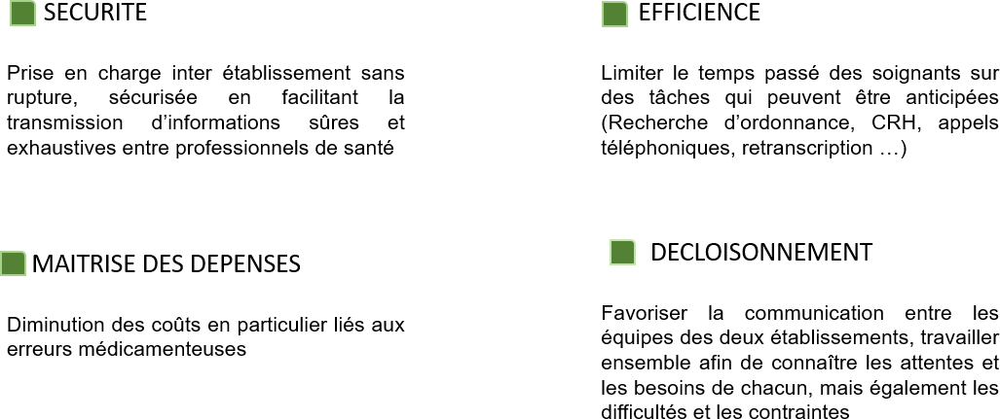 SECURITE
Prise en charge inter établissement sans
rupture, sécurisée en facilitant la
transmission d'informations sûres et
exhaustives entre professionnels de santé
EFFICIENCE
Limiter le temps passé des soignants sur
des tâches qui peuvent être anticipées
(Recherche d'ordonnance, CRH, appels
téléphoniques, retranscription …)
MAITRISE DES DEPENSES
Diminution des coûts en particulier liés aux
erreurs médicamenteuses
DECLOISONNEMENT
Favoriser la communication entre les
équipes des deux établissements, travailler
ensemble afin de connaître les attentes et
les besoins de chacun, mais également les
difficultés et les contraintes